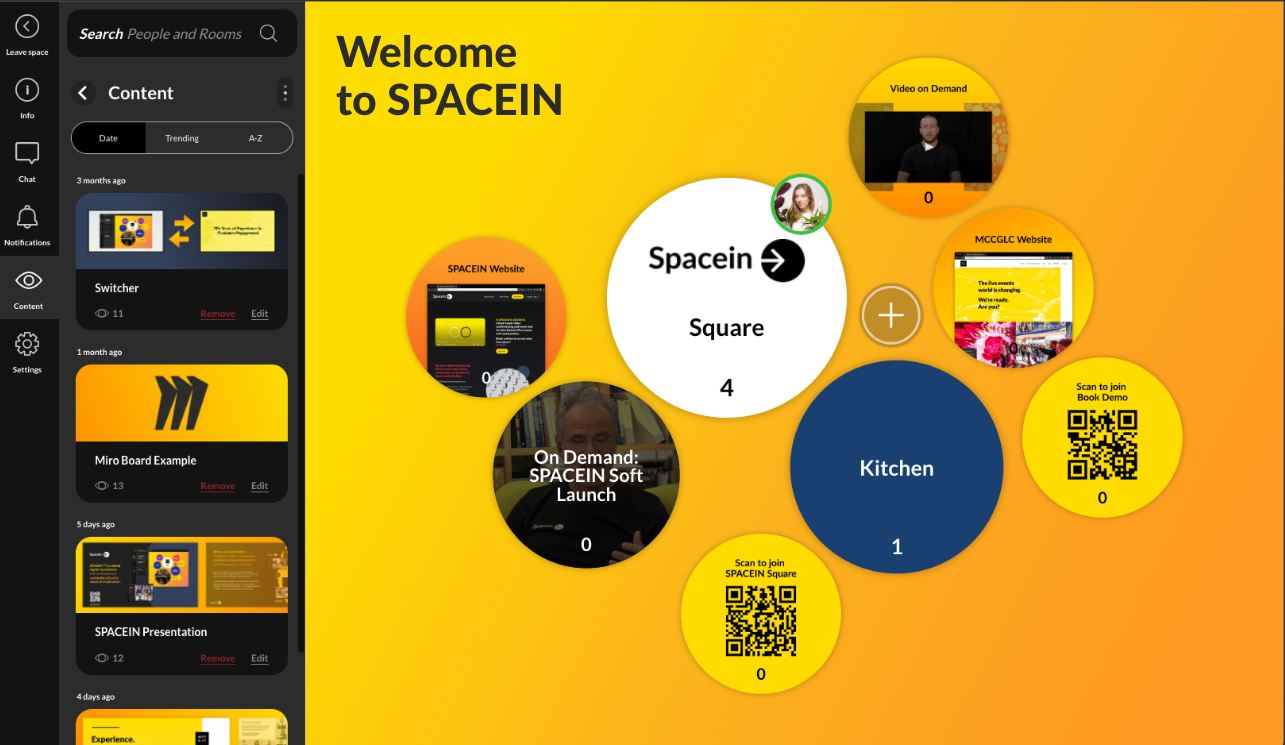 Leave space
Info
Chat
Notifications
Content
Settings
Search People and Rooms
Content
Date
Trending
A-Z
3 months ago
Switcher
11
Remove
Edit
1 month ago
Miro Board Example
13
Remove
Edit
5 days ago
Spacein
SPACEIN Presentation
12
Remove
Edit
4 days ago
Experience.
Welcome
to SPACEIN
Video on Demand
0
Spacein
Square
4
SPACEIN Website
Spacein
0
MCCGLC Website
The live events
world is changing.
We're ready.
Are you?
0
On Demand:
SPACEIN Soft
Launch
0
Kitchen
1
Scan to join
Book Demo
0
Scan to join
SPACEIN Square
0